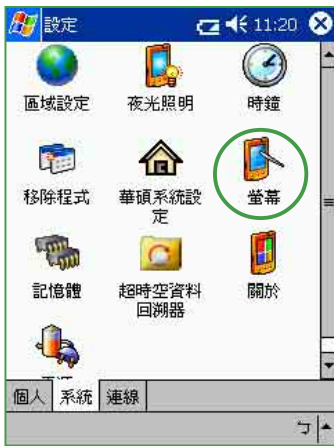 設定 11:20
區域設定 夜光照明 時鐘
移除程式 華碩系統設定 螢幕
記憶體 超時空資料回溯器 關於
個人 系統 連線
ㄅ